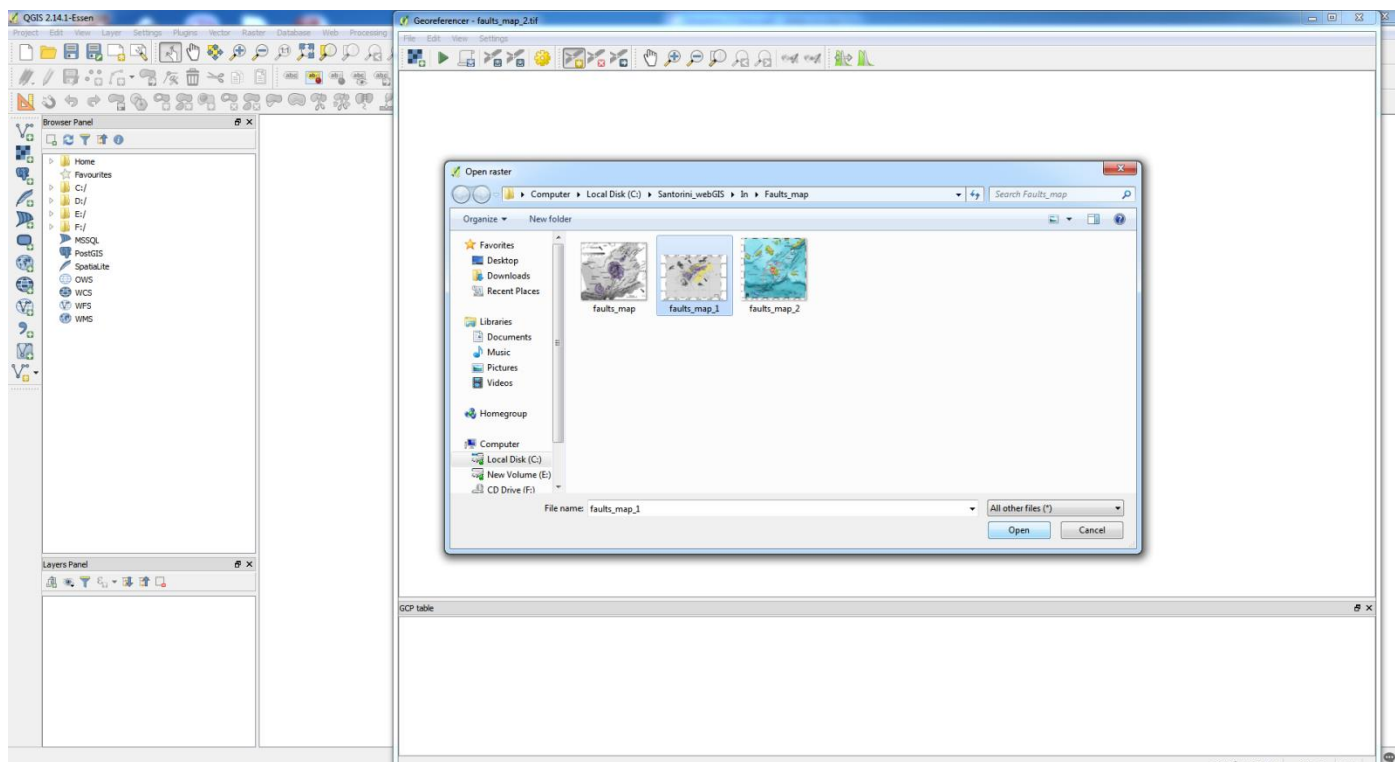 QGIS 2.14.1-Essen
Project Edit View Layer Settings Plugins Vector Raster Database Web Processing
Browser Panel
Home
Favourites
C:/
D:/
E:/
F:/
MSSQL
PostGIS
SpatiaLite
OWS
WCS
WFS
WMS
Layers Panel
Georeferencer - faults_map_2.tif
File Edit View Settings
Open raster
Computer Local Disk (C:) Santorini_webGIS In Faults_map
Search Faults_map
Organize New folder
Favorites
Desktop
Downloads
Recent Places
Libraries
Documents
Music
Pictures
Videos
Homegroup
Computer
Local Disk (C:)
New Volume (E:)
CD Drive (F:)
faults_map faults_map_1 faults_map_2
File name: faults_map_1
All other files (*)
Open Cancel
GCP table